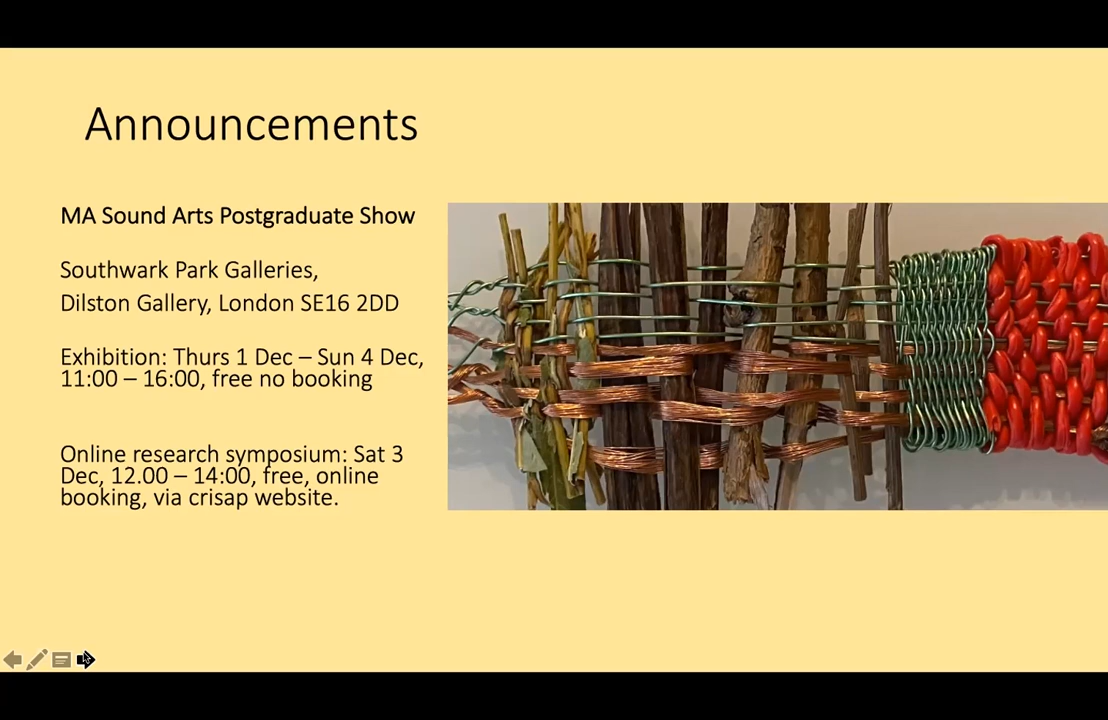 Announcements
MA Sound Arts Postgraduate Show
Southwark Park Galleries,
Dilston Gallery, London SE16 2DD
Exhibition: Thurs 1 Dec – Sun 4 Dec,
11:00 – 16:00, free no booking
Online research symposium: Sat 3
Dec, 12.00 – 14:00, free, online
booking, via crisap website.